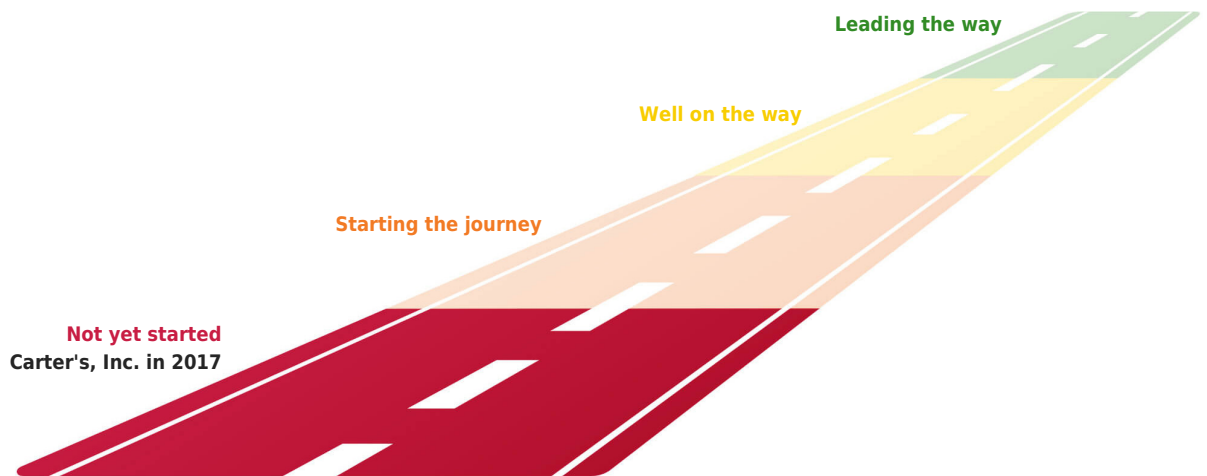 Leading the way
Well on the way
Starting the journey
Not yet started
Carter's, Inc. in 2017